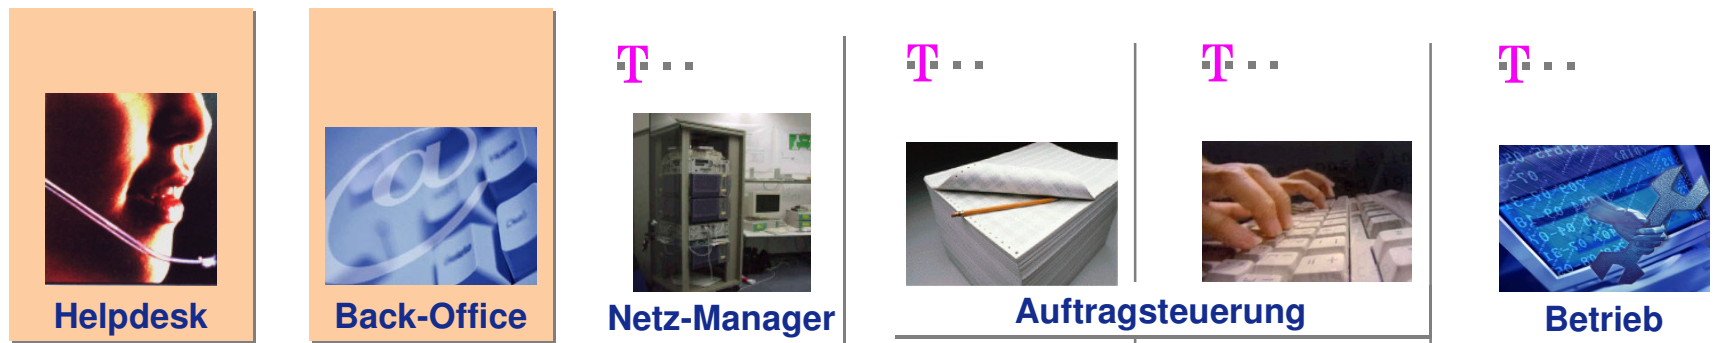 Helpdesk
Back-Office
T
Netz-Manager
T
T
Auftragsteuerung
T
Betrieb